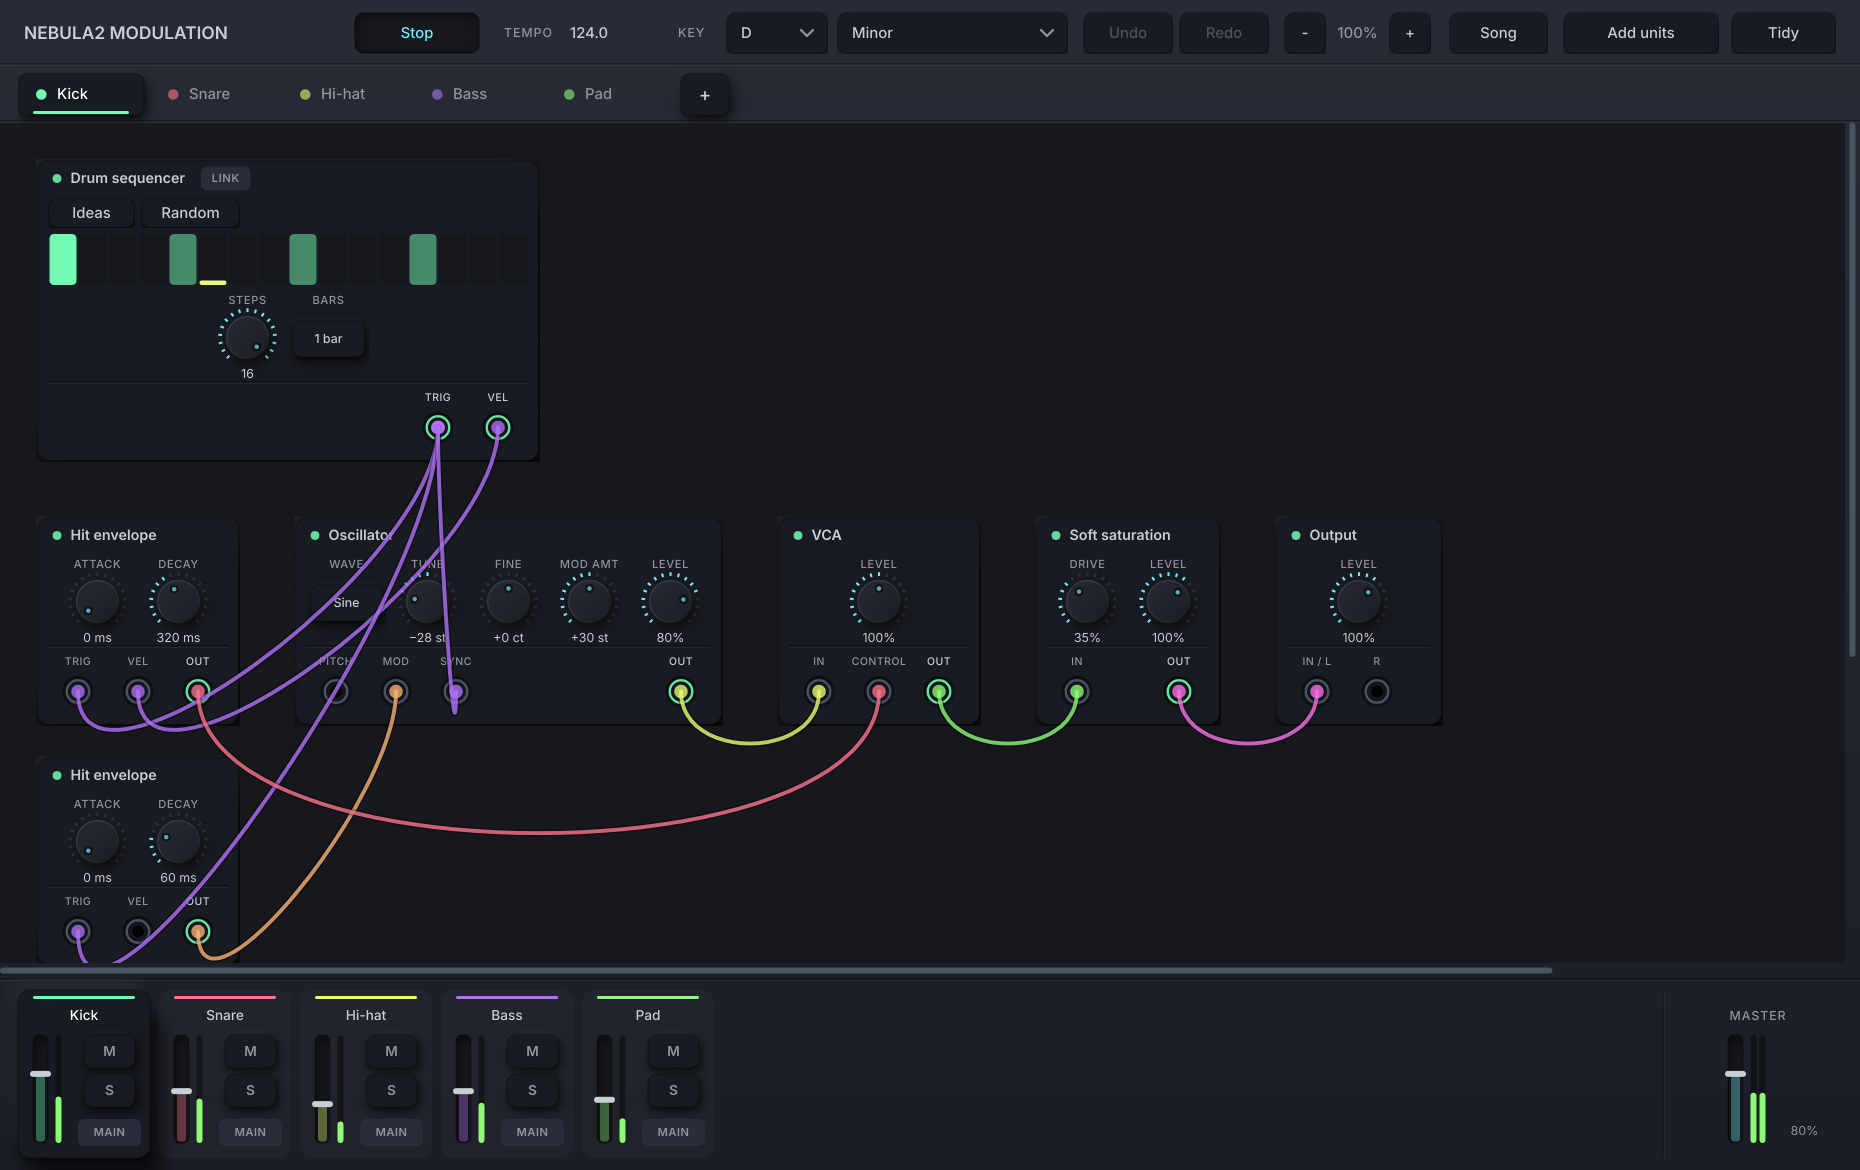 NEBULA2 MODULATION
Stop
TEMPO 124.0
KEY D Minor
Undo Redo
- 100% +
Song Add units Tidy
Kick Snare Hi-hat Bass Pad +
Drum sequencer LINK
Ideas Random
STEPS BARS
1 bar
16
TRIG VEL
Hit envelope
ATTACK DECAY
0 ms 320 ms
TRIG VEL OUT
Oscillator
WAVE TUNE FINE MOD AMT LEVEL
Sine
−28 st +0 ct +30 st 80%
PITCH MOD SYNC OUT
VCA
LEVEL
100%
IN CONTROL OUT
Soft saturation
DRIVE LEVEL
35% 100%
IN OUT
Output
LEVEL
100%
IN / L R
Hit envelope
ATTACK DECAY
0 ms 60 ms
TRIG VEL OUT
Kick Snare Hi-hat Bass Pad MASTER
M M M M M
S S S S S
MAIN MAIN MAIN MAIN MAIN 80%